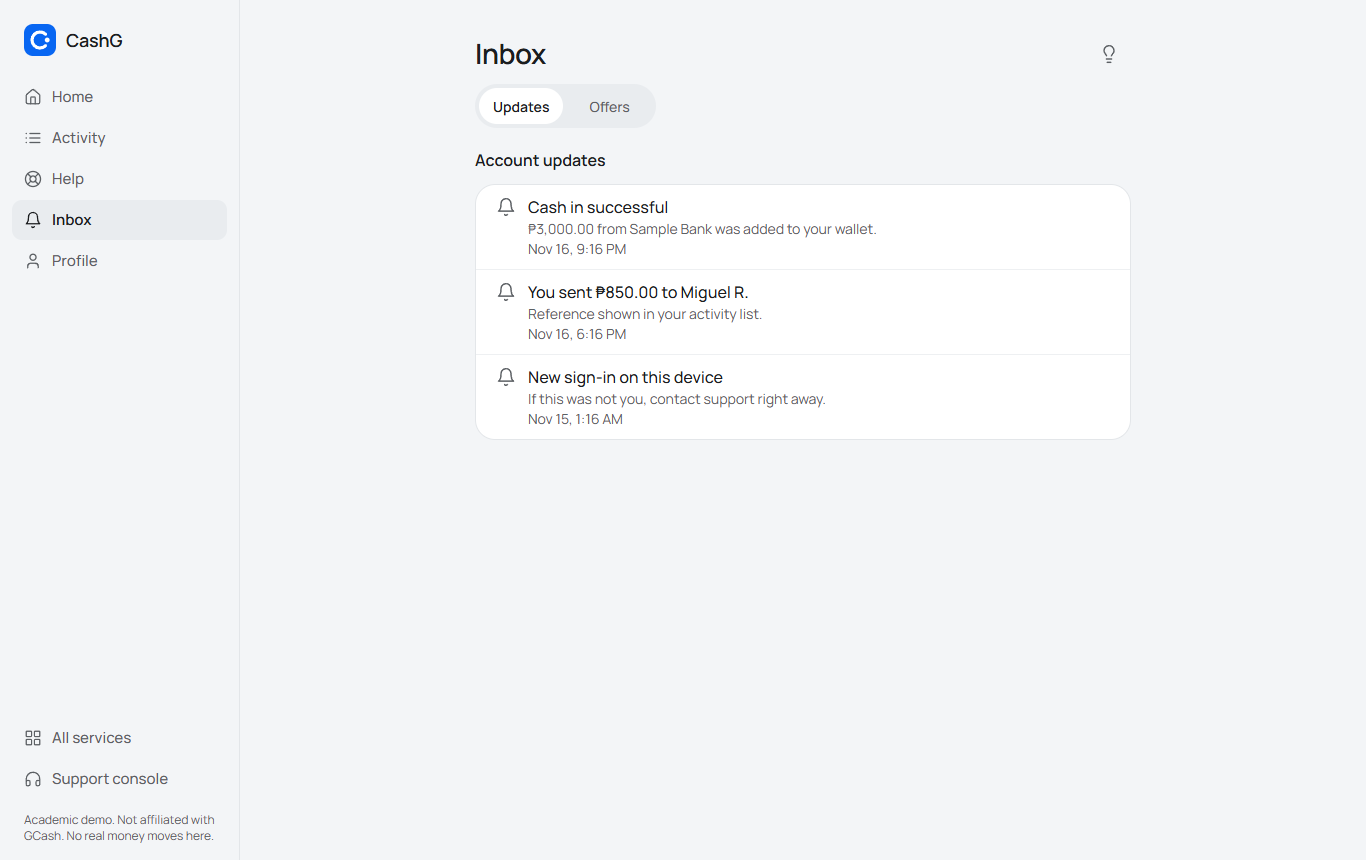 CashG
Home
Activity
Help
Inbox
Profile
All services
Support console
Academic demo. Not affiliated with
GCash. No real money moves here.
Inbox
Updates
Offers
Account updates
Cash in successful
₱3,000.00 from Sample Bank was added to your wallet.
Nov 16, 9:16 PM
You sent ₱850.00 to Miguel R.
Reference shown in your activity list.
Nov 16, 6:16 PM
New sign-in on this device
If this was not you, contact support right away.
Nov 15, 1:16 AM